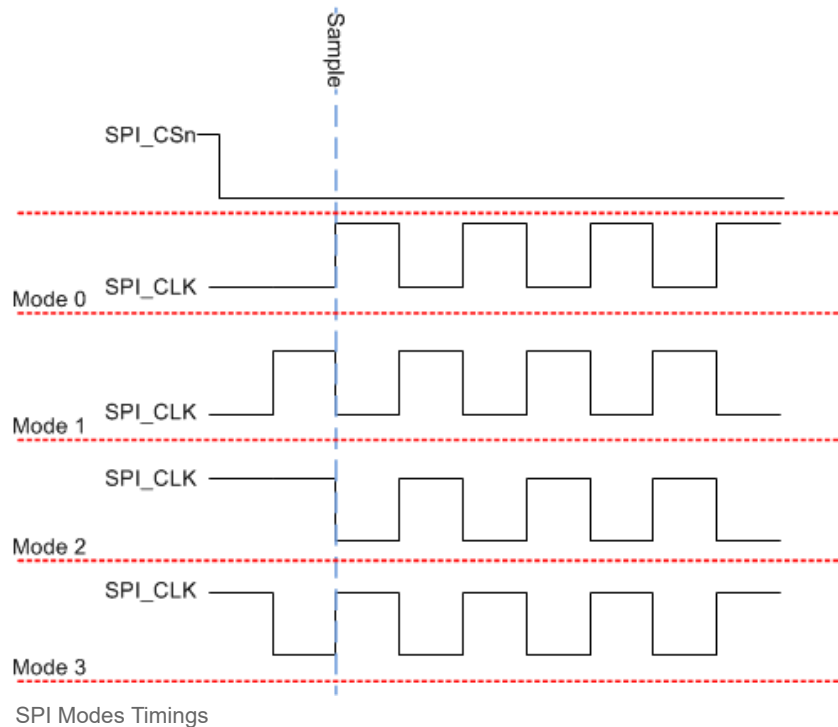 Sample
SPI_CSn
SPI_CLK
Mode 0
SPI_CLK
Mode 1
SPI_CLK
Mode 2
SPI_CLK
Mode 3
SPI Modes Timings